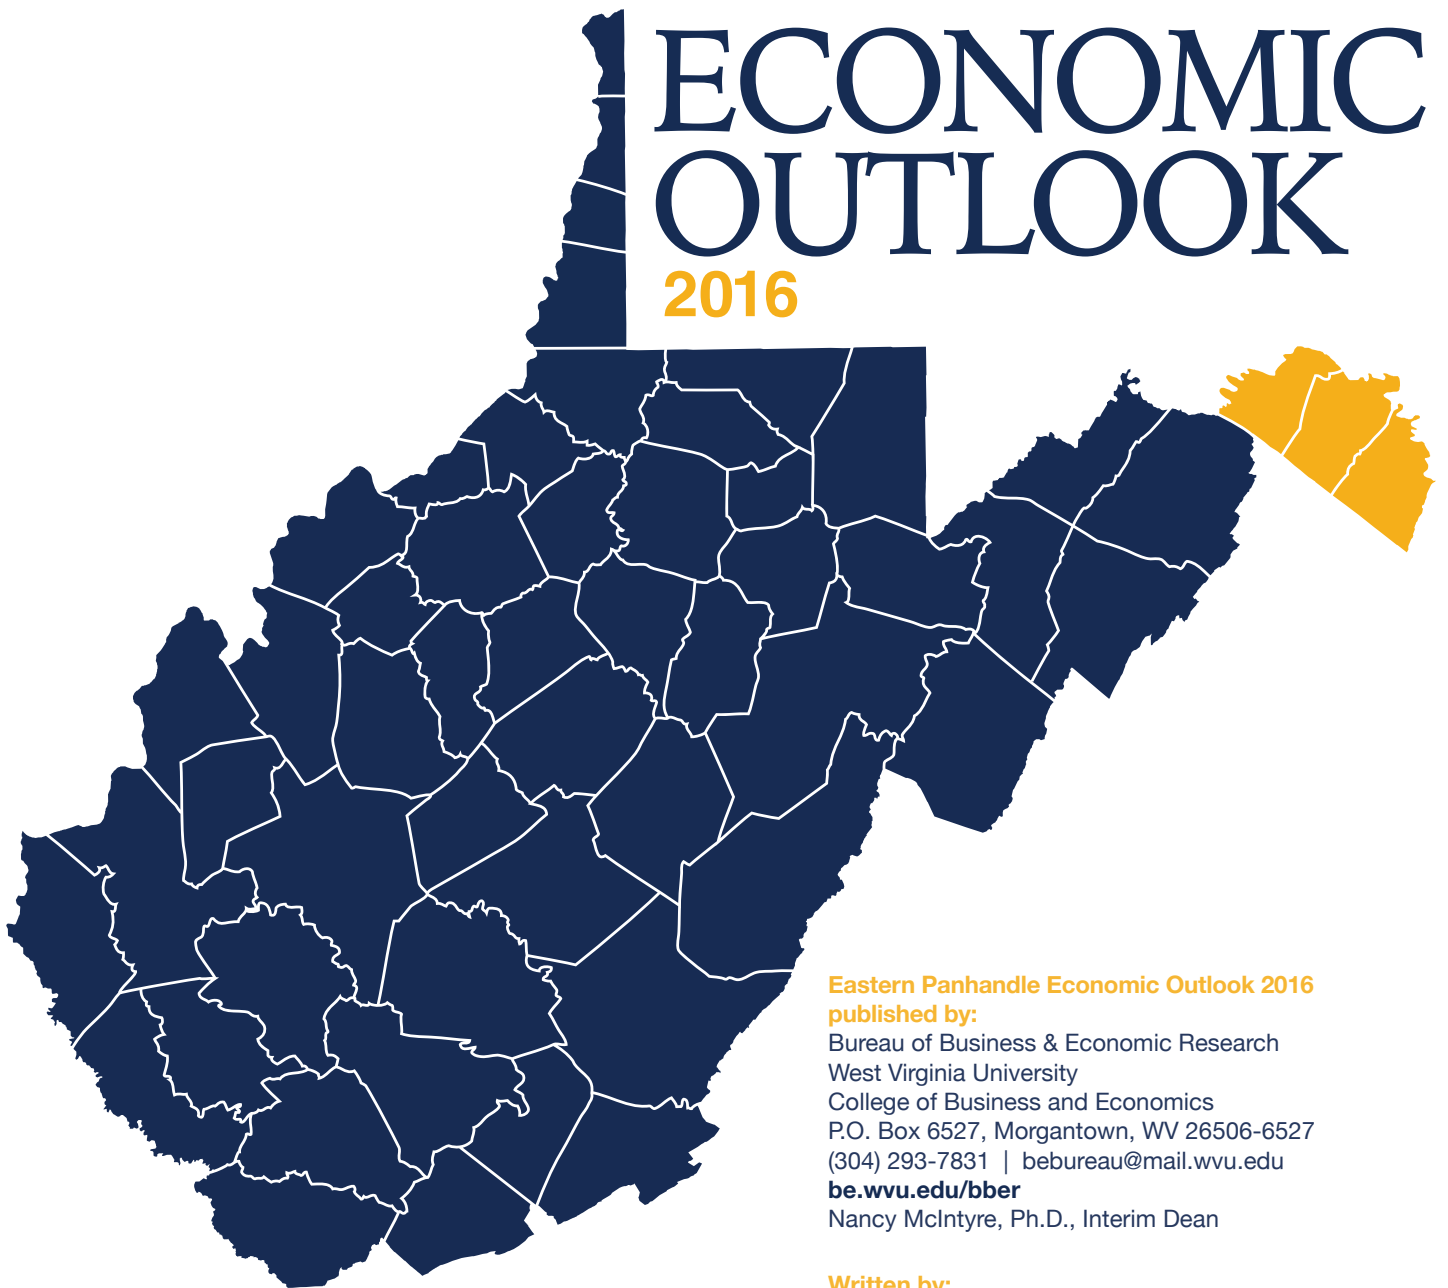 ECONOMIC
OUTLOOK
2016
Eastern Panhandle Economic Outlook 2016
published by:
Bureau of Business & Economic Research
West Virginia University
College of Business and Economics
P.O. Box 6527, Morgantown, WV 26506-6527
(304) 293-7831 | bebureau@mail.wvu.edu
be.wvu.edu/bber
Nancy McIntyre, Ph.D., Interim Dean
Written by: